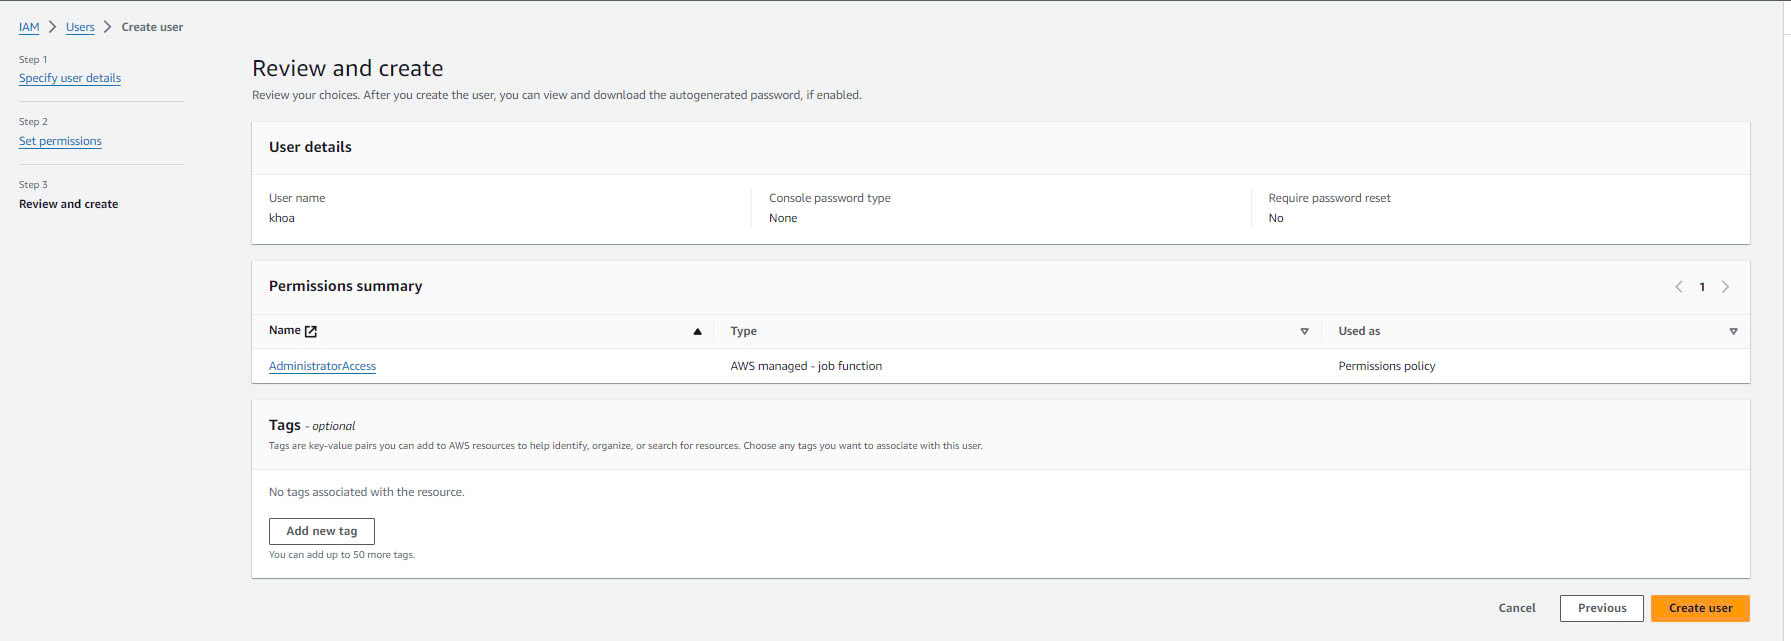 IAM > Users > Create user
Step 1
Specify user details
Step 2
Set permissions
Step 3
Review and create
Review and create
Review your choices. After you create the user, you can view and download the autogenerated password, if enabled.
User details
User name
khoa
Console password type
None
Require password reset
No
Permissions summary
1
Name
Type
Used as
AdministratorAccess
AWS managed - job function
Permissions policy
Tags - optional
Tags are key-value pairs you can add to AWS resources to help identify, organize, or search for resources. Choose any tags you want to associate with this user.
No tags associated with the resource.
Add new tag
You can add up to 50 more tags.
Cancel
Previous
Create user